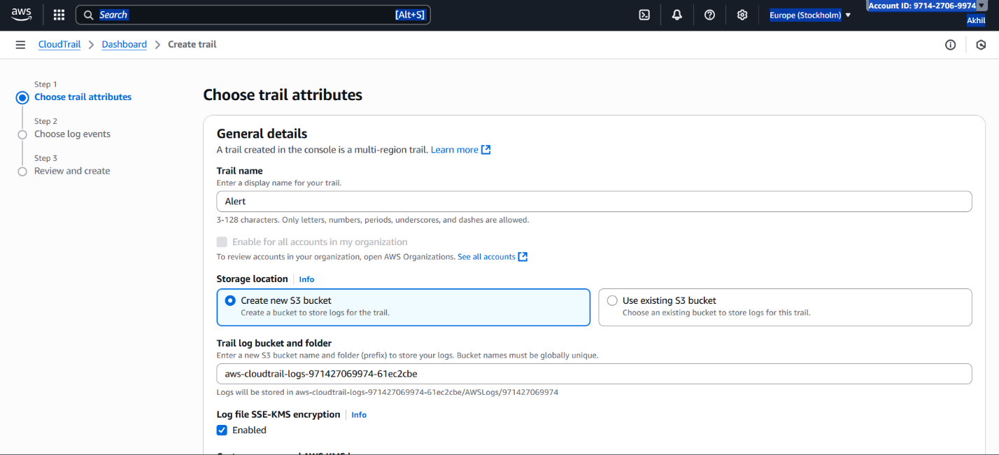 aws
Search [Alt+S]
Europe (Stockholm)
Account ID: 9714-2706-9974
Akhil
CloudTrail Dashboard Create trail
Step 1
Choose trail attributes
Step 2
Choose log events
Step 3
Review and create
Choose trail attributes
General details
A trail created in the console is a multi-region trail. Learn more
Trail name
Enter a display name for your trail.
Alert
3-128 characters. Only letters, numbers, periods, underscores, and dashes are allowed.
Enable for all accounts in my organization
To review accounts in your organization, open AWS Organizations. See all accounts
Storage location Info
Create new S3 bucket
Create a bucket to store logs for the trail.
Use existing S3 bucket
Choose an existing bucket to store logs for this trail.
Trail log bucket and folder
Enter a new S3 bucket name and folder (prefix) to store your logs. Bucket names must be globally unique.
aws-cloudtrail-logs-971427069974-61ec2cbe
Logs will be stored in aws-cloudtrail-logs-971427069974-61ec2cbe/AWSLogs/971427069974
Log file SSE-KMS encryption Info
Enabled